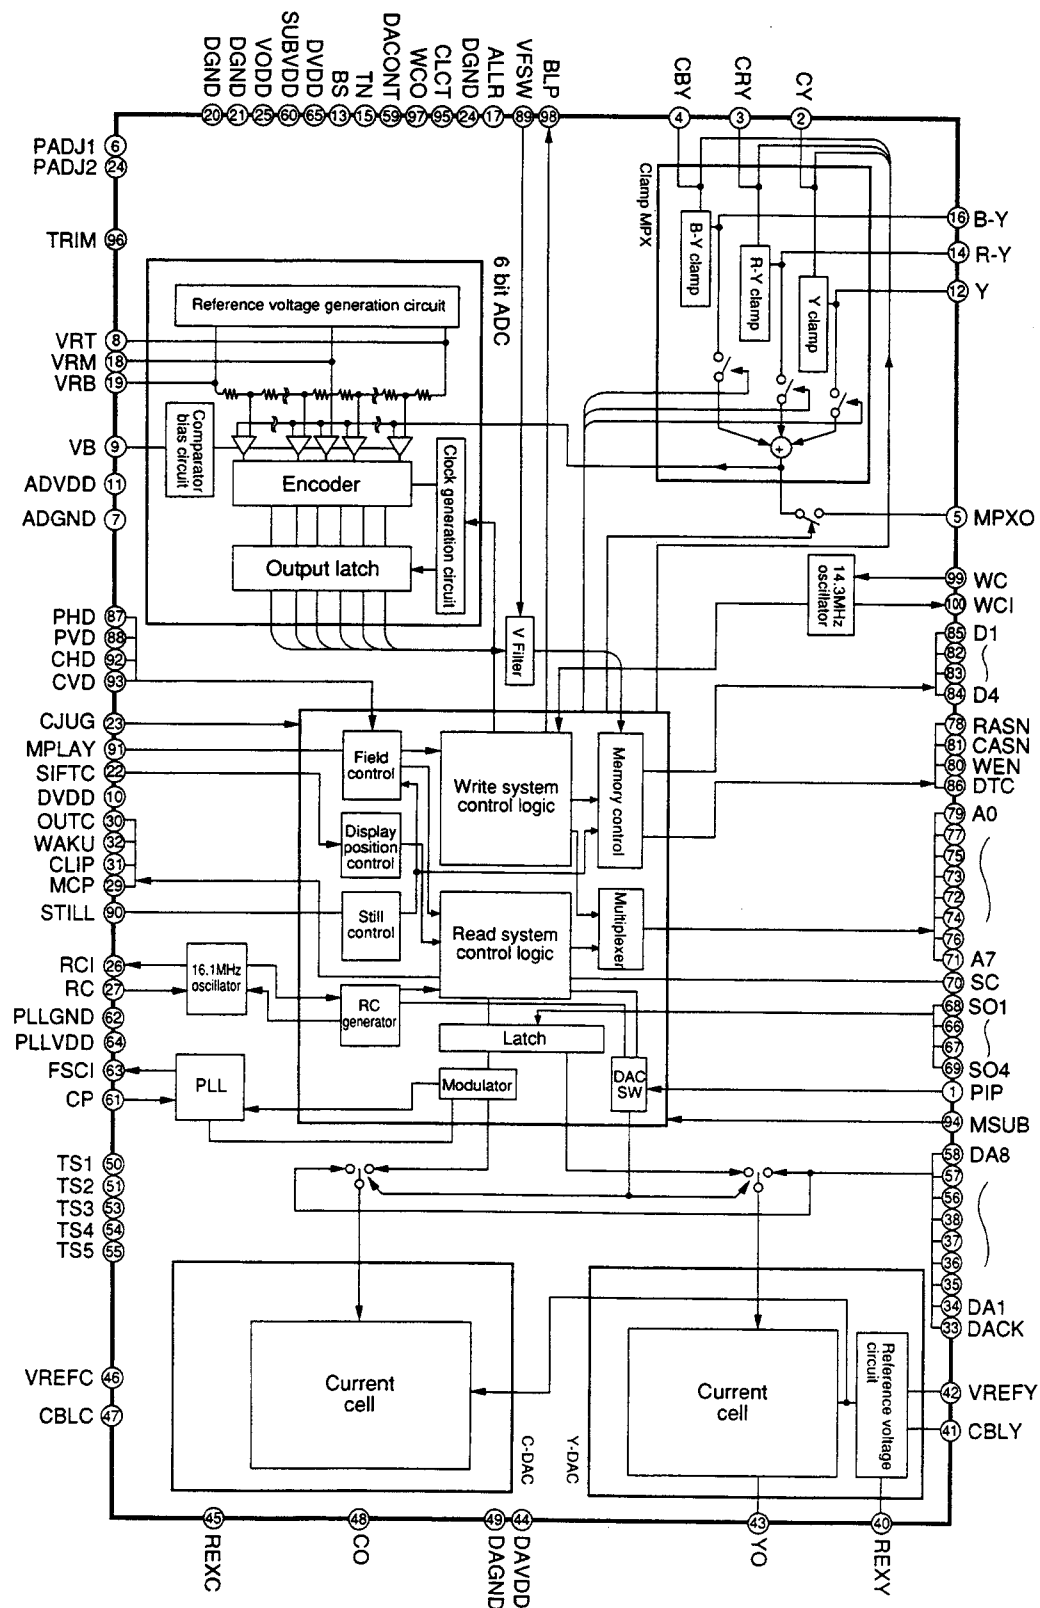 DGND 20
DGND 21
VODD 25
SUBVDD 60
DVDD 65
BS 13
TN 15
DACONT 59
WCO 97
CLCT 95
DGND 24
ALLR 17
VFSW 89
BLP 98
CBY 4
CRY 3
CY 2
PADJ1 6
PADJ2 24
TRIM 96
VRT 8
VRM 18
VRB 19
VB 9
ADVDD 11
ADGND 7
PHD 87
PVD 88
CHD 92
CVD 93
CJUG 23
MPLAY 91
SIFTC 22
DVDD 10
OUTC 30
WAKU 32
CLIP 31
MCP 29
STILL 90
RCI 26
RC 27
PLLGND 62
PLLVDD 64
FSCI 63
CP 61
TS1 50
TS2 51
TS3 53
TS4 54
TS5 55
VREFC 46
CBLC 47
6 bit ADC
Reference voltage generation circuit
Comparator
bias circuit
Encoder
Clock generation circuit
Output latch
V Filter
Clamp MPX
B-Y clamp
R-Y clamp
Y clamp
+
14.3MHz
oscillator
Field
control
Write system
control logic
Memory control
Display
position
control
Still
control
Read system
control logic
Multiplexer
16.1MHz
oscillator
RC
generator
Latch
PLL
Modulator
DAC
SW
Current
cell
C-DAC
Y-DAC
Current
cell
Reference voltage
circuit
16 B-Y
14 R-Y
12 Y
5 MPXO
99 WC
100 WCI
85 D1
82
83
84 D4
78 RASN
81 CASN
80 WEN
86 DTC
79 A0
77
75
73
72
74
76
71 A7
70 SC
68 SO1
66
67
69 SO4
1 PIP
94 MSUB
58 DA8
57
56
38
37
36
35
34 DA1
33 DACK
42 VREFY
41 CBLY
45 REXC
48 CO
49 DAGND
44 DAVDD
43 YO
40 REXY